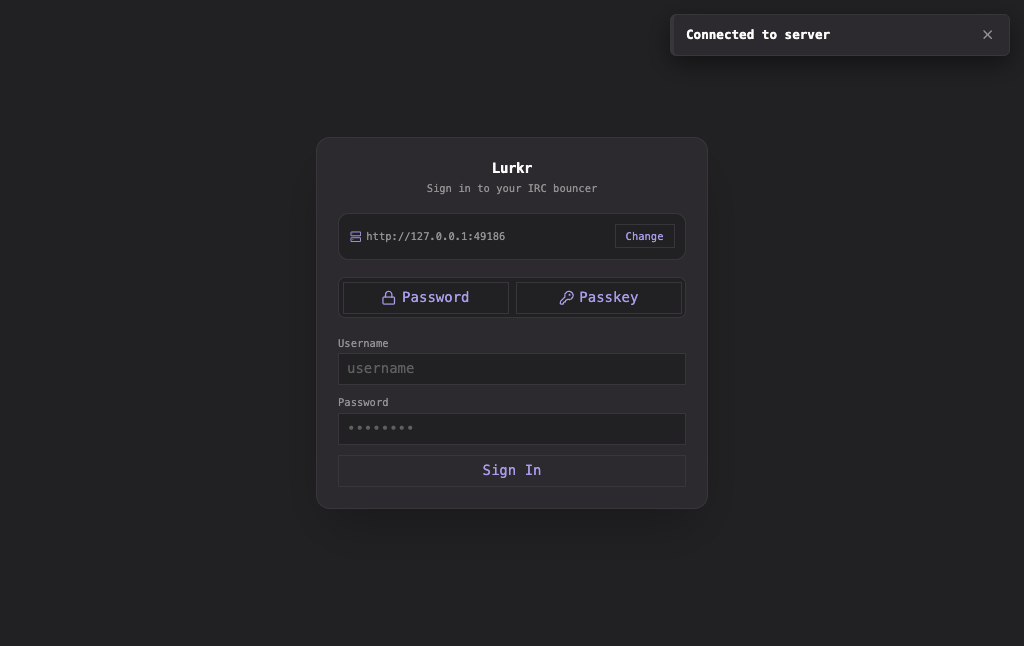 Connected to server
Lurkr
Sign in to your IRC bouncer
http://127.0.0.1:49186
Change
Password
Passkey
Username
username
Password
••••••••
Sign In